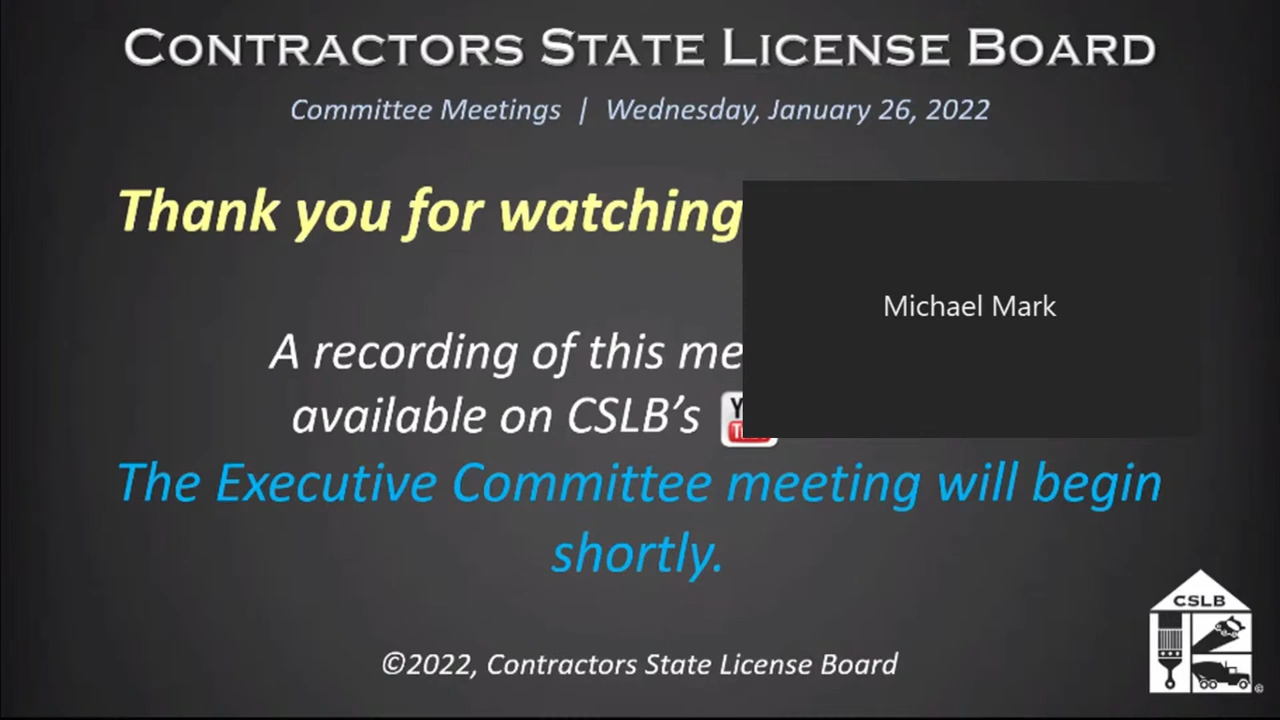 CONTRACTORS STATE LICENSE BOARD
Committee Meetings | Wednesday, January 26, 2022
Thank you for watching
Michael Mark
A recording of this me
available on CSLB's
The Executive Committee meeting will begin
shortly.
CSLB
©2022, Contractors State License Board